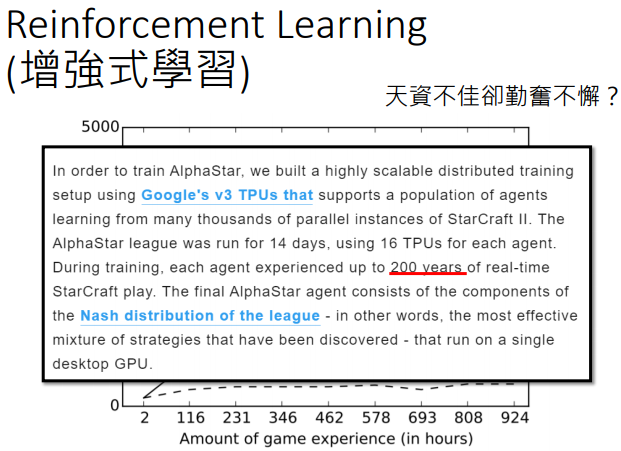 Reinforcement Learning
(增強式學習)
天資不佳卻勤奮不懈？
5000
In order to train AlphaStar, we built a highly scalable distributed training
setup using Google's v3 TPUs that supports a population of agents
learning from many thousands of parallel instances of StarCraft II. The
AlphaStar league was run for 14 days, using 16 TPUs for each agent.
During training, each agent experienced up to 200 years of real-time
StarCraft play. The final AlphaStar agent consists of the components of
the Nash distribution of the league - in other words, the most effective
mixture of strategies that have been discovered - that run on a single
desktop GPU.
0
2 116 231 346 462 578 693 808 924
Amount of game experience (in hours)